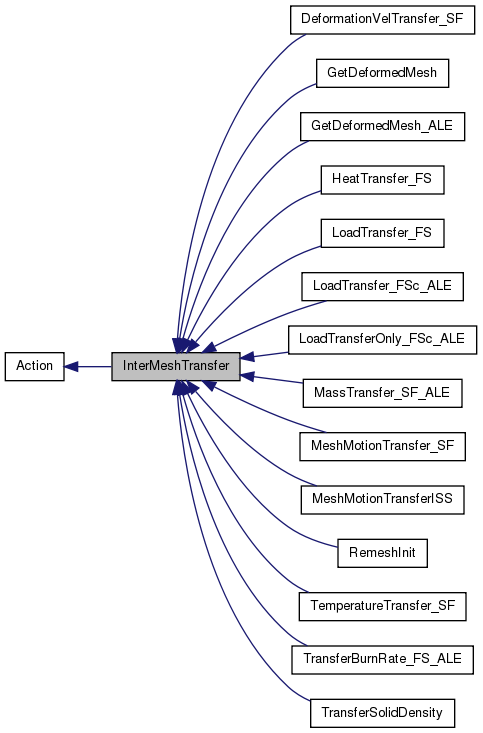 DeformationVelTransfer_SF
GetDeformedMesh
GetDeformedMesh_ALE
HeatTransfer_FS
LoadTransfer_FS
LoadTransfer_FSc_ALE
LoadTransferOnly_FSc_ALE
Action
InterMeshTransfer
MassTransfer_SF_ALE
MeshMotionTransfer_SF
MeshMotionTransferISS
RemeshInit
TemperatureTransfer_SF
TransferBurnRate_FS_ALE
TransferSolidDensity